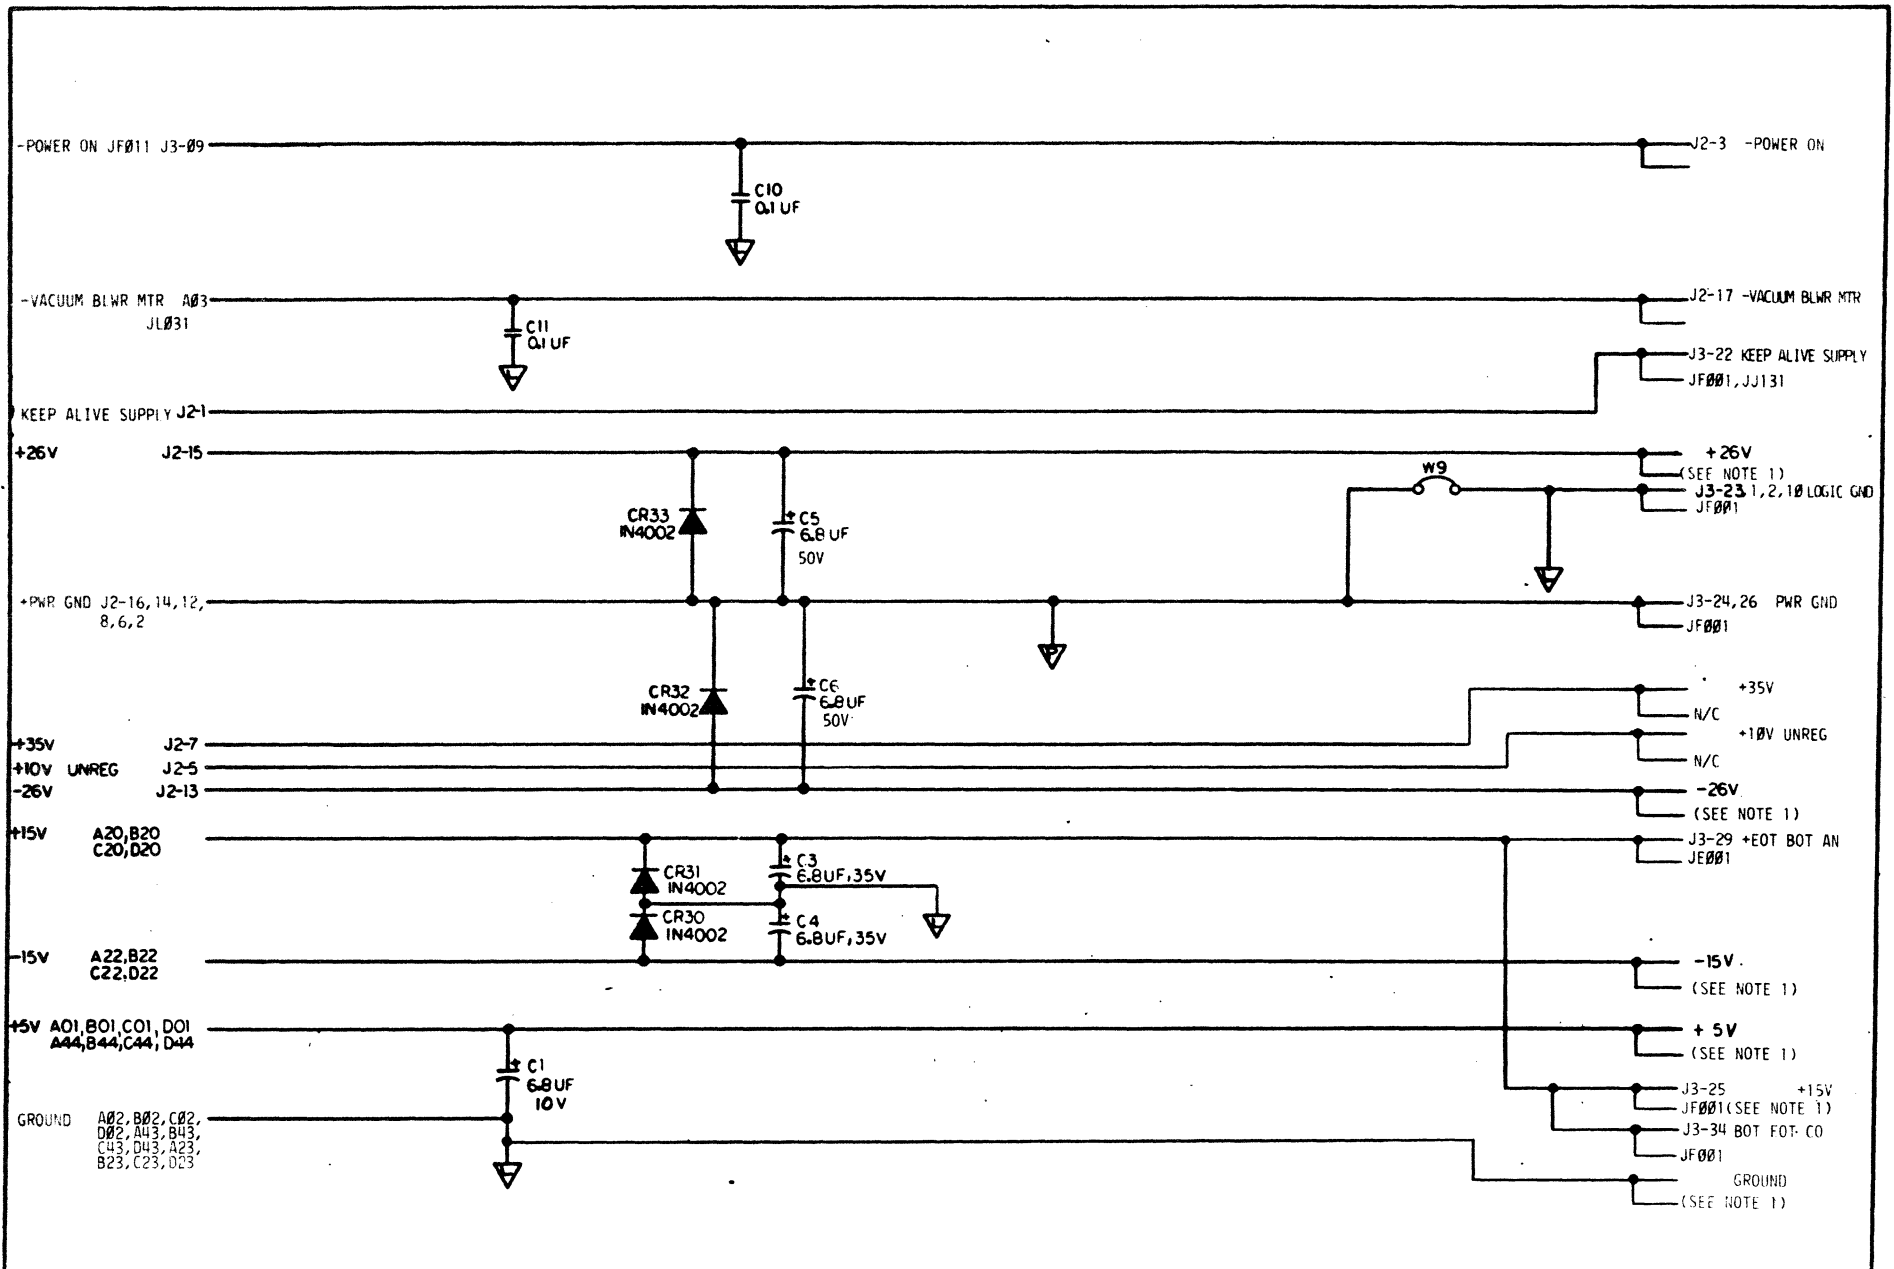 -POWER ON JFØ11 J3-Ø9
J2-3 -POWER ON
C10
0.1 UF
-VACUUM BLWR MTR AØ3
JLØ31
J2-17 -VACUUM BLWR MTR
C11
0.1 UF
J3-22 KEEP ALIVE SUPPLY
JFØØ1,JJ131
KEEP ALIVE SUPPLY J2-1
+26V J2-15
+26V
(SEE NOTE 1)
W9
J3-23,1,2,1Ø LOGIC GND
JFØØ1
CR33
IN4002
+ C5
6.8 UF
50V
+PWR GND J2-16,14,12,
8,6,2
J3-24,26 PWR GND
JFØØ1
P
CR32
IN4002
+ C6
6.8UF
50V
+35V
N/C
+35V J2-7
+1ØV UNREG
N/C
+10V UNREG J2-5
-26V J2-13
-26V
(SEE NOTE 1)
+15V A20,B20
C20,D20
J3-29 +EOT BOT AN
JEØØ1
CR31
IN4002
+ C3
6.8UF,35V
CR30
IN4002
+ C4
6.8UF,35V
-15V A22,B22
C22,D22
-15V
(SEE NOTE 1)
+5V A01,B01,C01,D01
A44,B44,C44,D44
+ 5V
(SEE NOTE 1)
+ C1
6.8UF
10V
J3-25 +15V
JFØØ1(SEE NOTE 1)
GROUND AØ2,BØ2,CØ2,
DØ2,A43,B43,
C43,D43,A23,
B23,C23,D23
J3-34 BOT FOT CO
JFØØ1
GROUND
(SEE NOTE 1)